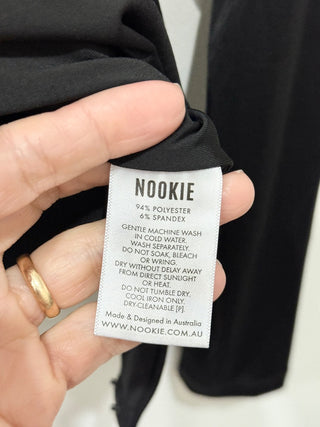 NOOKIE
94% POLYESTER
6% SPANDEX
GENTLE MACHINE WASH
IN COLD WATER.
WASH SEPARATELY.
DO NOT SOAK, BLEACH
OR WRING.
DRY WITHOUT DELAY AWAY
FROM DIRECT SUNLIGHT
OR HEAT.
DO NOT TUMBLE DRY.
COOL IRON ONLY.
DRY CLEANABLE [P].
Made & Designed in Australia
WWW.NOOKIE.COM.AU